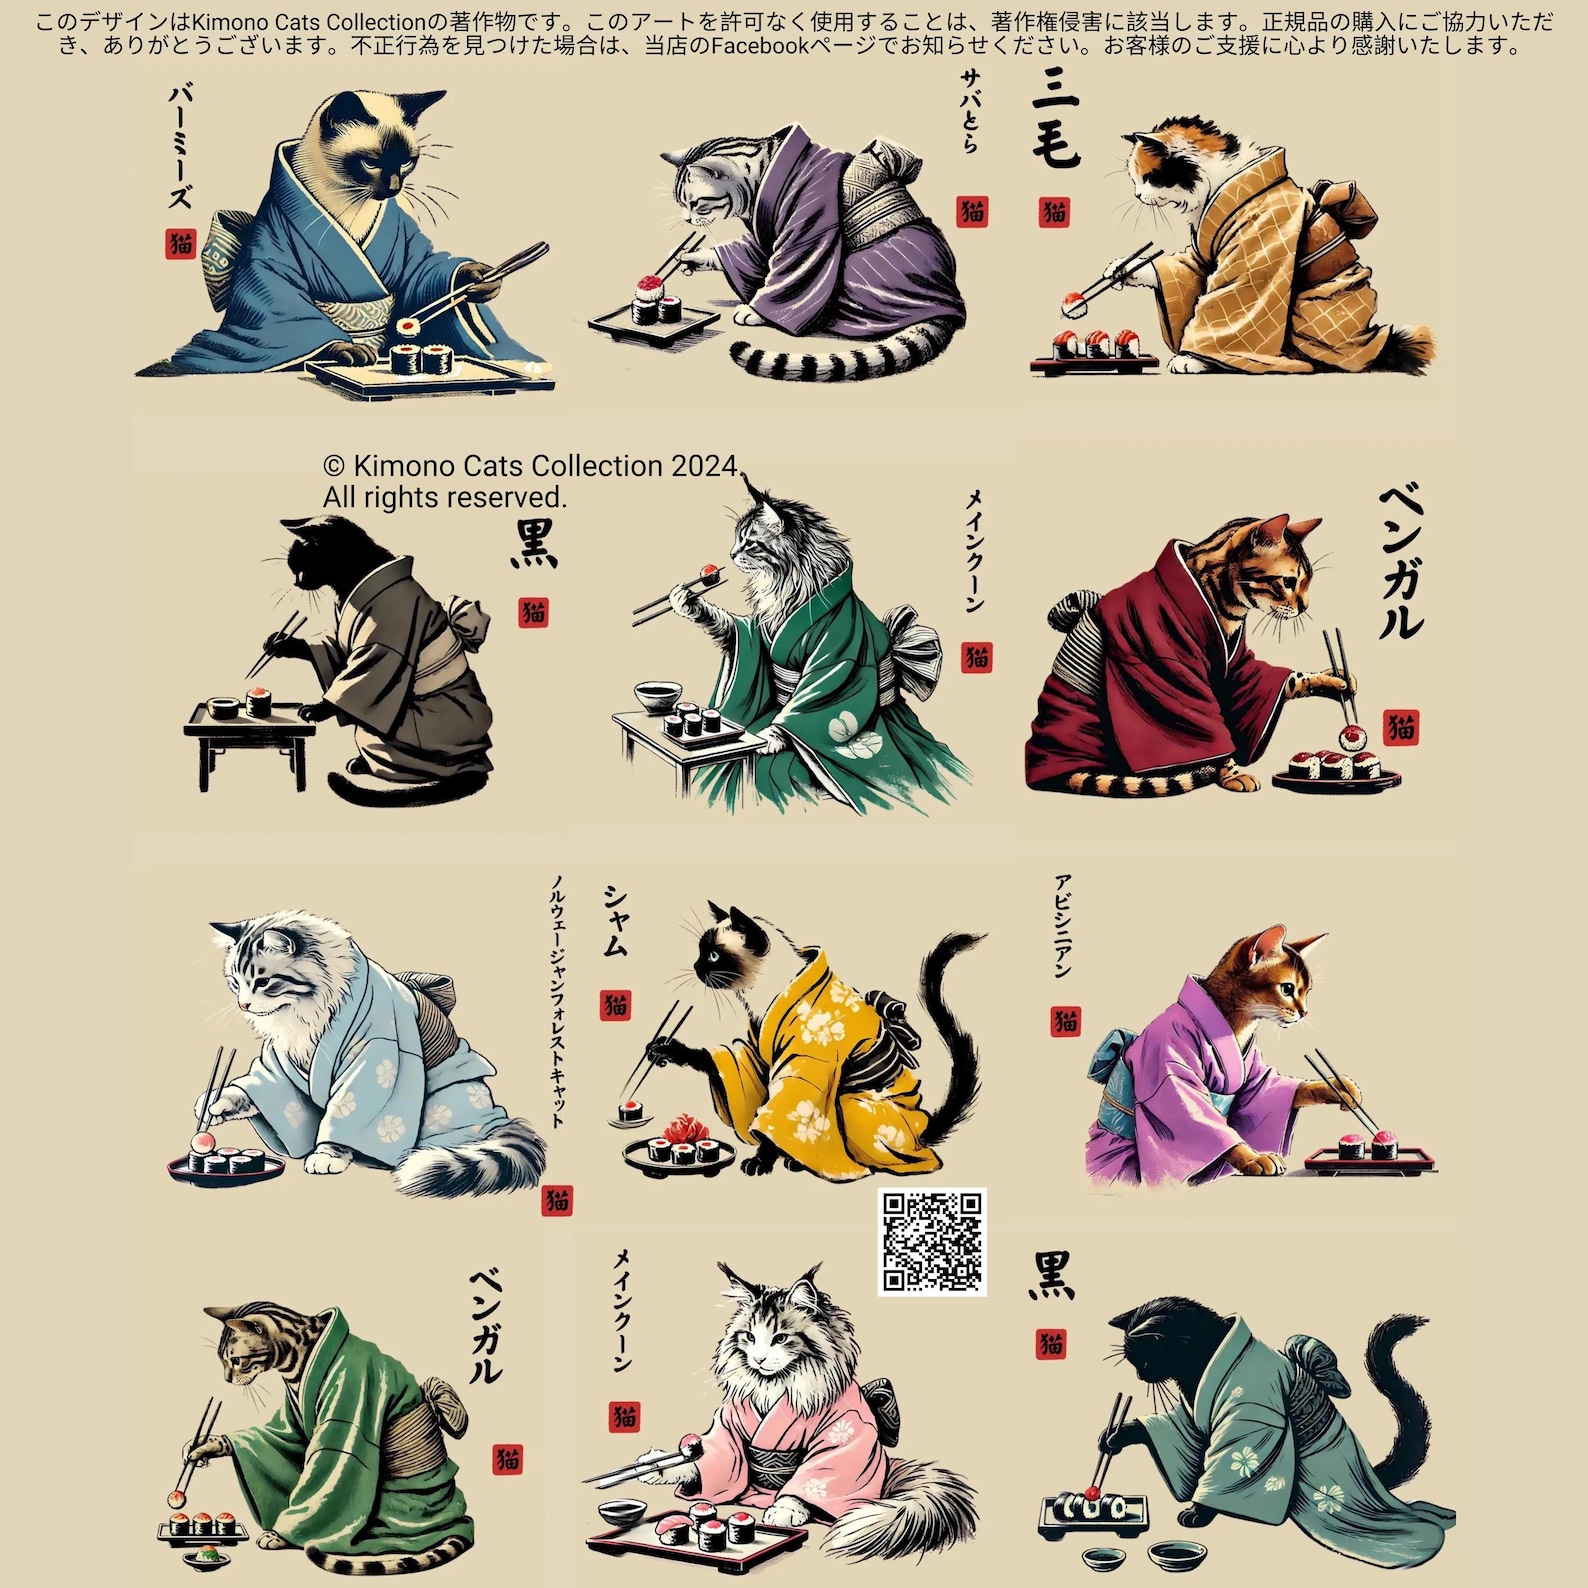 このデザインはKimono Cats Collectionの著作物です。このアートを許可なく使用することは、著作権侵害に該当します。正規品の購入にご協力いただ
き、ありがとうございます。不正行為を見つけた場合は、当店のFacebookページでお知らせください。お客様のご支援に心より感謝いたします。
バーミーズ
猫
サバとら
猫
三毛
猫
© Kimono Cats Collection 2024.
All rights reserved.
黒
猫
メインクーン
猫
ベンガル
猫
ノルウェージャンフォレストキャット
猫
シャム
猫
アビシニアン
猫
ベンガル
猫
メインクーン
猫
黒
猫